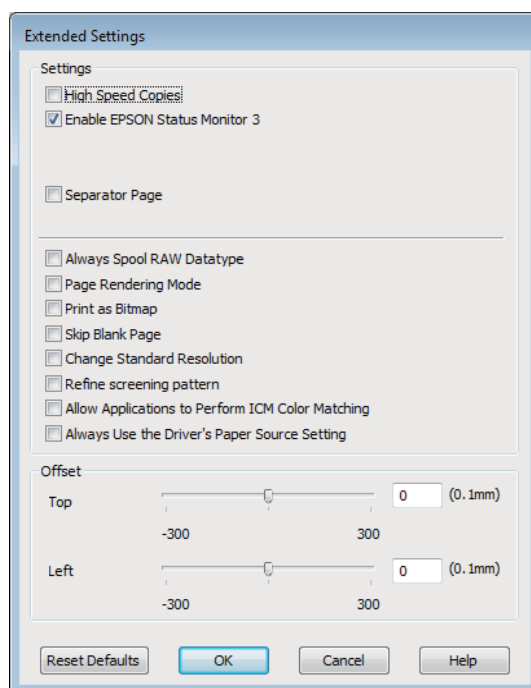 Extended Settings
Settings
High Speed Copies
Enable EPSON Status Monitor 3
Separator Page
Always Spool RAW Datatype
Page Rendering Mode
Print as Bitmap
Skip Blank Page
Change Standard Resolution
Refine screening pattern
Allow Applications to Perform ICM Color Matching
Always Use the Driver's Paper Source Setting
Offset
Top 0 (0.1mm)
-300 300
Left 0 (0.1mm)
-300 300
Reset Defaults OK Cancel Help